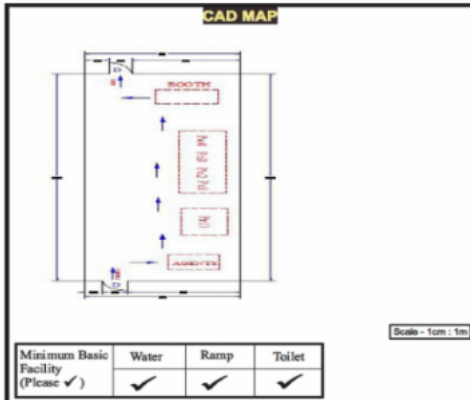 CAD MAP
D
BOOTH
AGENTS
D
Scale - 1cm : 1m
Minimum Basic Facility (Please ✓) Water Ramp Toilet
✓ ✓ ✓